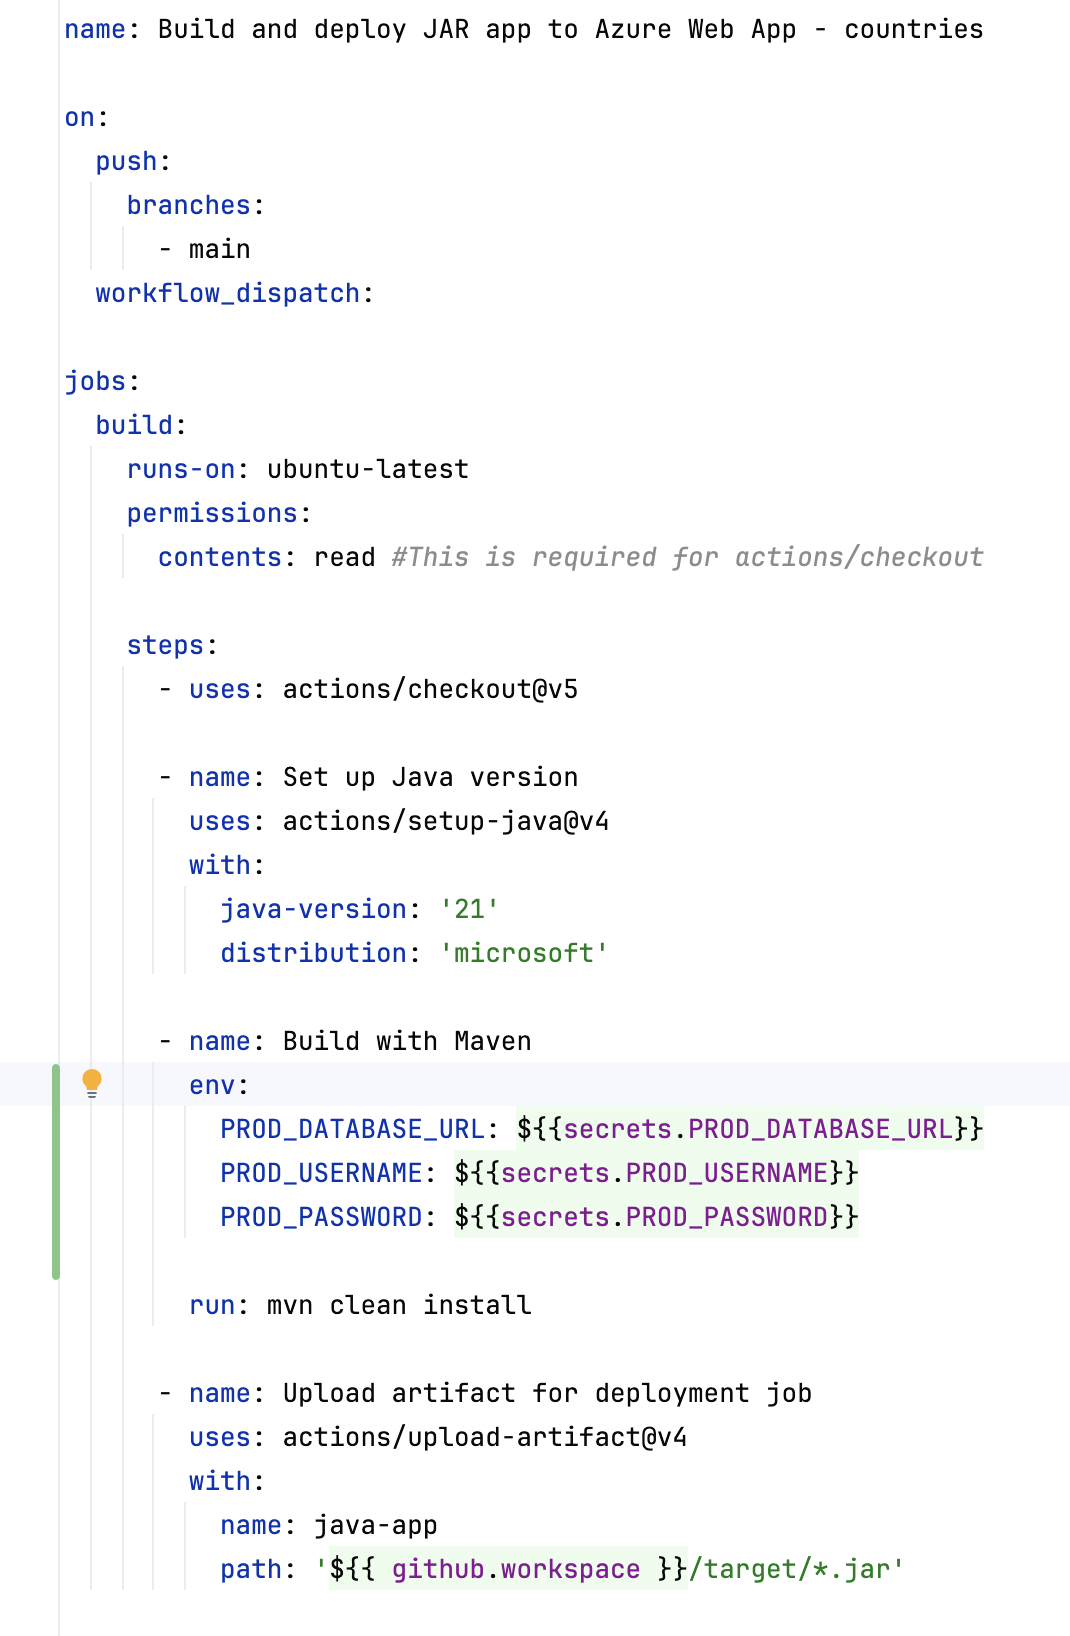 name: Build and deploy JAR app to Azure Web App - countries
on:
  push:
    branches:
      - main
  workflow_dispatch:
jobs:
  build:
    runs-on: ubuntu-latest
    permissions:
      contents: read #This is required for actions/checkout
    steps:
      - uses: actions/checkout@v5
      - name: Set up Java version
        uses: actions/setup-java@v4
        with:
          java-version: '21'
          distribution: 'microsoft'
      - name: Build with Maven
        env:
          PROD_DATABASE_URL: ${{secrets.PROD_DATABASE_URL}}
          PROD_USERNAME: ${{secrets.PROD_USERNAME}}
          PROD_PASSWORD: ${{secrets.PROD_PASSWORD}}
        run: mvn clean install
      - name: Upload artifact for deployment job
        uses: actions/upload-artifact@v4
        with:
          name: java-app
          path: '${{ github.workspace }}/target/*.jar'